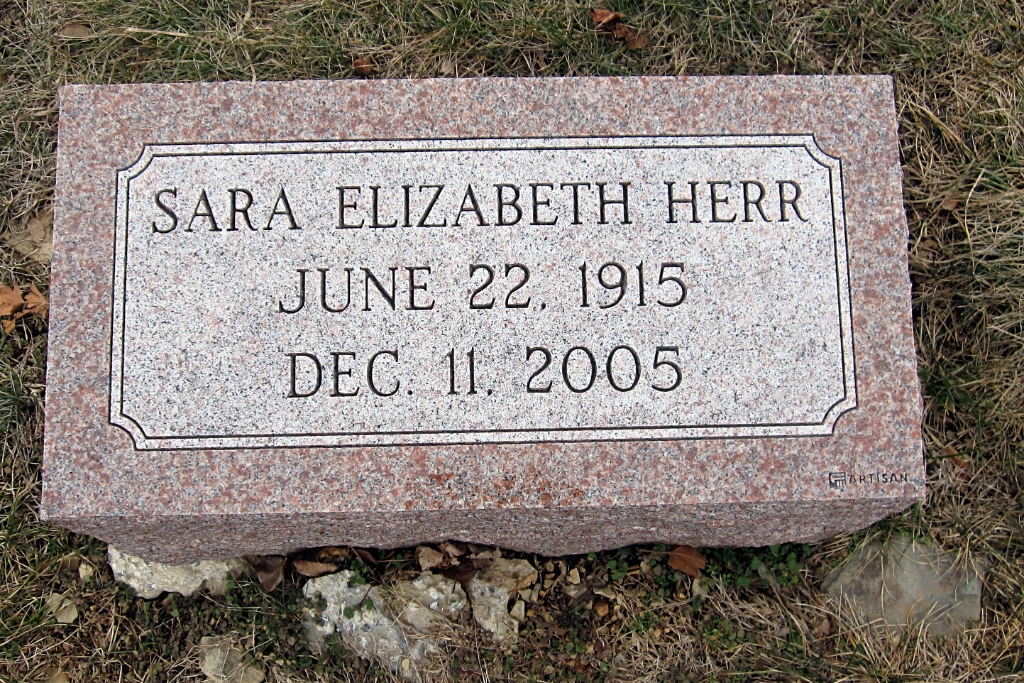 SARA ELIZABETH HERR
JUNE 22, 1915
DEC. 11, 2005
ARTISAN